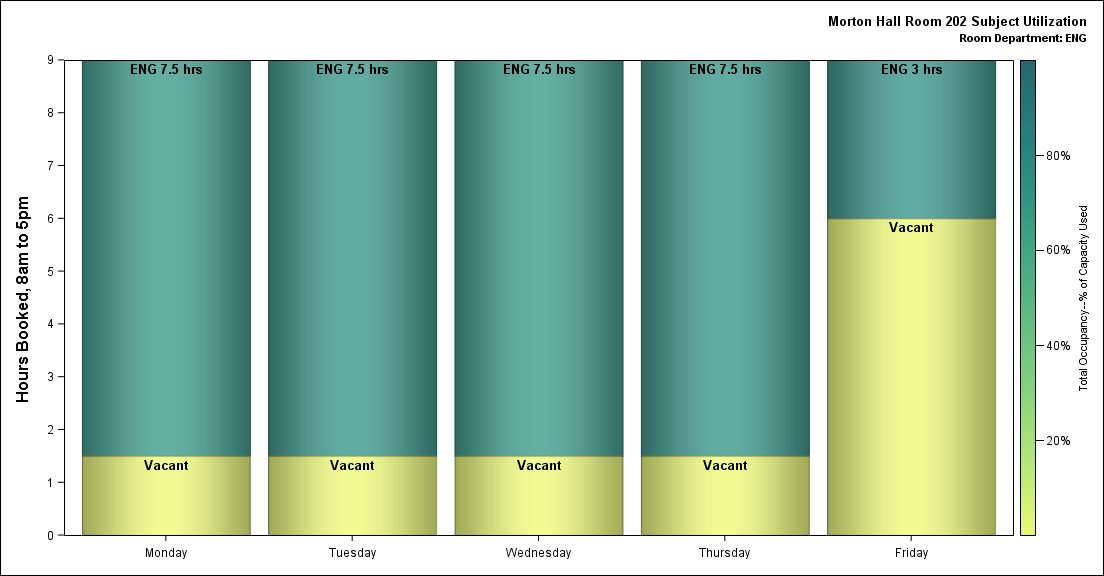 Morton Hall Room 202 Subject Utilization
Room Department: ENG
Hours Booked, 8am to 5pm
9
8
7
6
5
4
3
2
1
0
ENG 7.5 hrs
ENG 7.5 hrs
ENG 7.5 hrs
ENG 7.5 hrs
ENG 3 hrs
Vacant
Vacant
Vacant
Vacant
Vacant
Monday
Tuesday
Wednesday
Thursday
Friday
80%
60%
40%
20%
Total Occupancy--% of Capacity Used